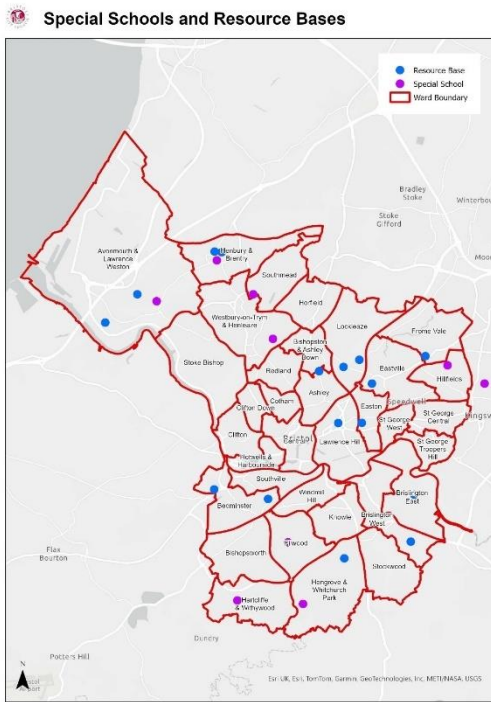 Special Schools and Resource Bases
Resource Base
Special School
Ward Boundary
Bradley
Stoke
Stoke
Gifford
Avonmouth &
Lawrence
Weston
Henbury &
Brentry
Southmead
Horfield
Westbury-on-Trym
& Henleaze
Lockleaze
Frome Vale
Bishopston
& Ashley
Down
Stoke Bishop
Redland
Eastville
Hillfields
Cotham
Ashley
Clifton Down
Easton
Speedwell
St George
West
St George
Central
Clifton
Central
Bristol
Lawrence Hill
St George
Troopers
Hill
Hotwells &
Harbourside
Southville
Windmill
Hill
Bedminster
Brislington
East
Knowle
Brislington
West
Flax
Bourton
Bishopsworth
Filwood
Stockwood
Hengrove &
Whitchurch
Park
Hartcliffe
& Withywood
Dundry
Potters Hill
Airport
N
Esri UK, Esri, TomTom, Garmin, GeoTechnologies, Inc, METI/NASA, USGS